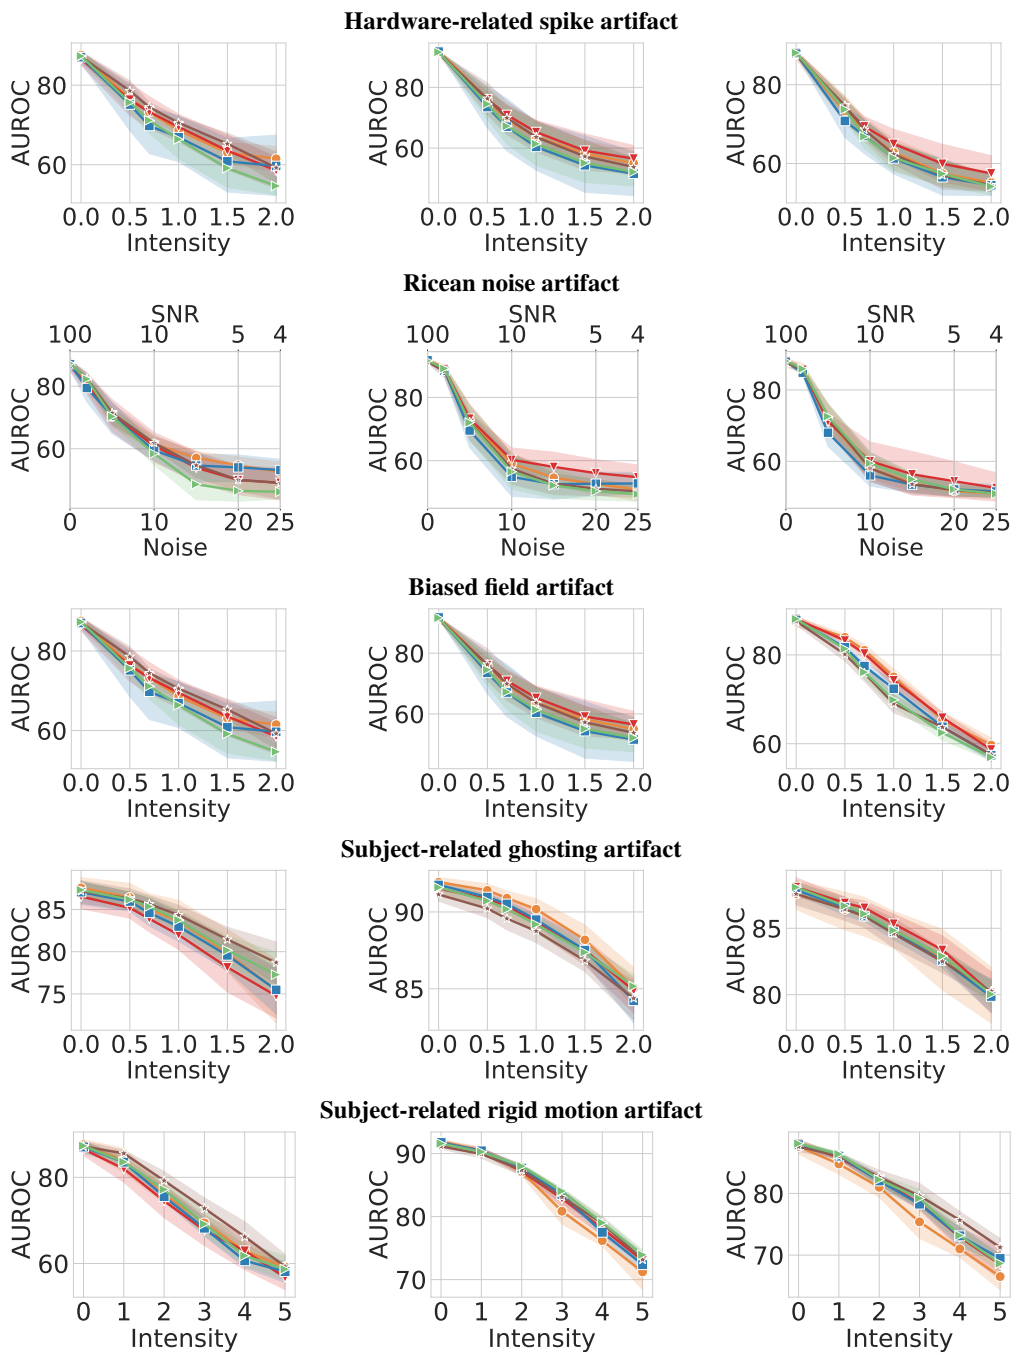 Hardware-related spike artifact
AUROC 80 60 0.0 0.5 1.0 1.5 2.0 Intensity
AUROC 80 60 0.0 0.5 1.0 1.5 2.0 Intensity
AUROC 80 60 0.0 0.5 1.0 1.5 2.0 Intensity
Ricean noise artifact
SNR 100 10 5 4 AUROC 80 60 0 10 20 25 Noise
SNR 100 10 5 4 AUROC 80 60 0 10 20 25 Noise
SNR 100 10 5 4 AUROC 80 60 0 10 20 25 Noise
Biased field artifact
AUROC 80 60 0.0 0.5 1.0 1.5 2.0 Intensity
AUROC 80 60 0.0 0.5 1.0 1.5 2.0 Intensity
AUROC 80 60 0.0 0.5 1.0 1.5 2.0 Intensity
Subject-related ghosting artifact
AUROC 85 80 75 0.0 0.5 1.0 1.5 2.0 Intensity
AUROC 90 85 0.0 0.5 1.0 1.5 2.0 Intensity
AUROC 85 80 0.0 0.5 1.0 1.5 2.0 Intensity
Subject-related rigid motion artifact
AUROC 80 60 0 1 2 3 4 5 Intensity
AUROC 90 80 70 0 1 2 3 4 5 Intensity
AUROC 80 70 0 1 2 3 4 5 Intensity